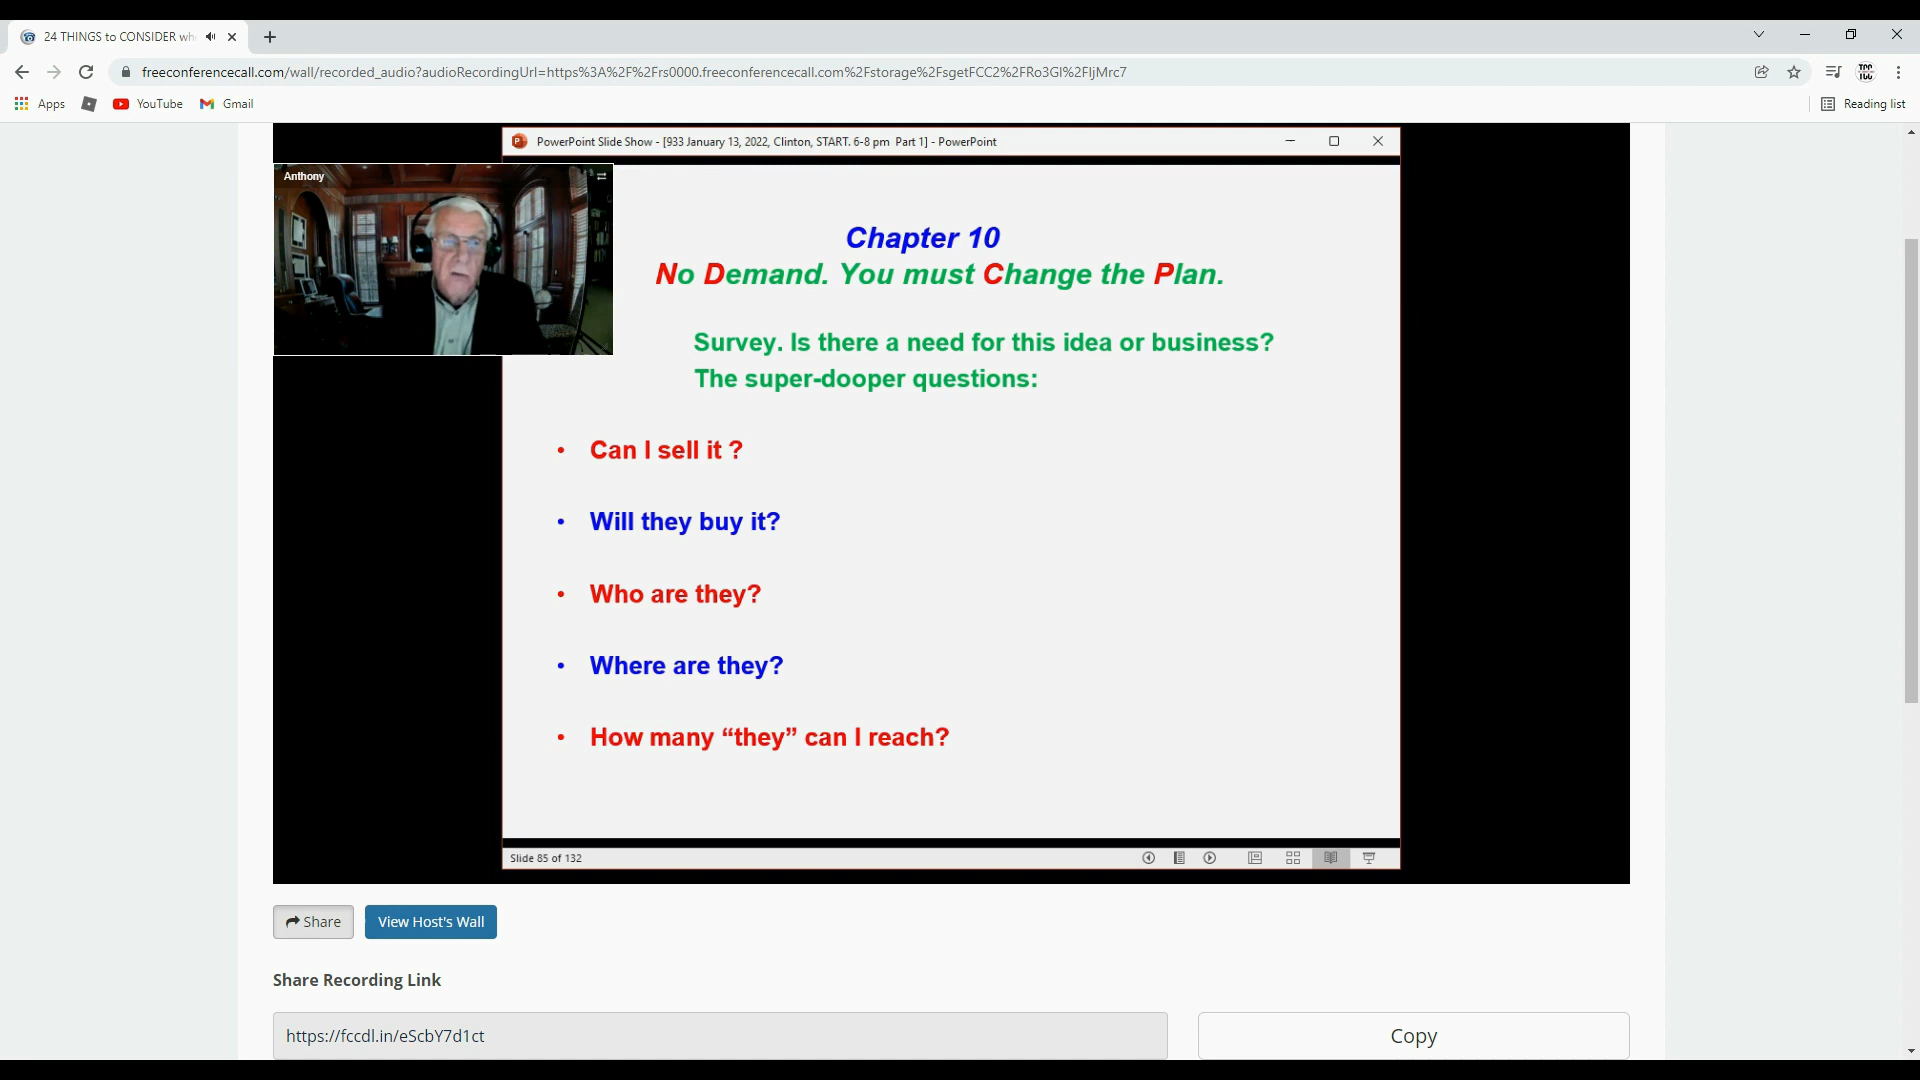 24 THINGS to CONSIDER wh
freeconferencecall.com/wall/recorded_audio?audioRecordingUrl=https%3A%2F%2Frs0000.freeconferencecall.com%2Fstorage%2FsgetFCC2%2FRo3GI%2FIjMrc7
Apps
YouTube
Gmail
Reading list
PowerPoint Slide Show - [933 January 13, 2022, Clinton, START. 6-8 pm Part 1] - PowerPoint
Anthony
Chapter 10
No Demand. You must Change the Plan.
Survey. Is there a need for this idea or business?
The super-dooper questions:
• Can I sell it ?
• Will they buy it?
• Who are they?
• Where are they?
• How many “they” can I reach?
Slide 85 of 132
Share
View Host's Wall
Share Recording Link
https://fccdl.in/eScbY7d1ct
Copy